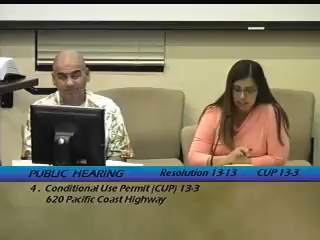 PUBLIC HEARING Resolution 13-13 CUP 13-3
4. Conditional Use Permit (CUP) 13-3
620 Pacific Coast Highway